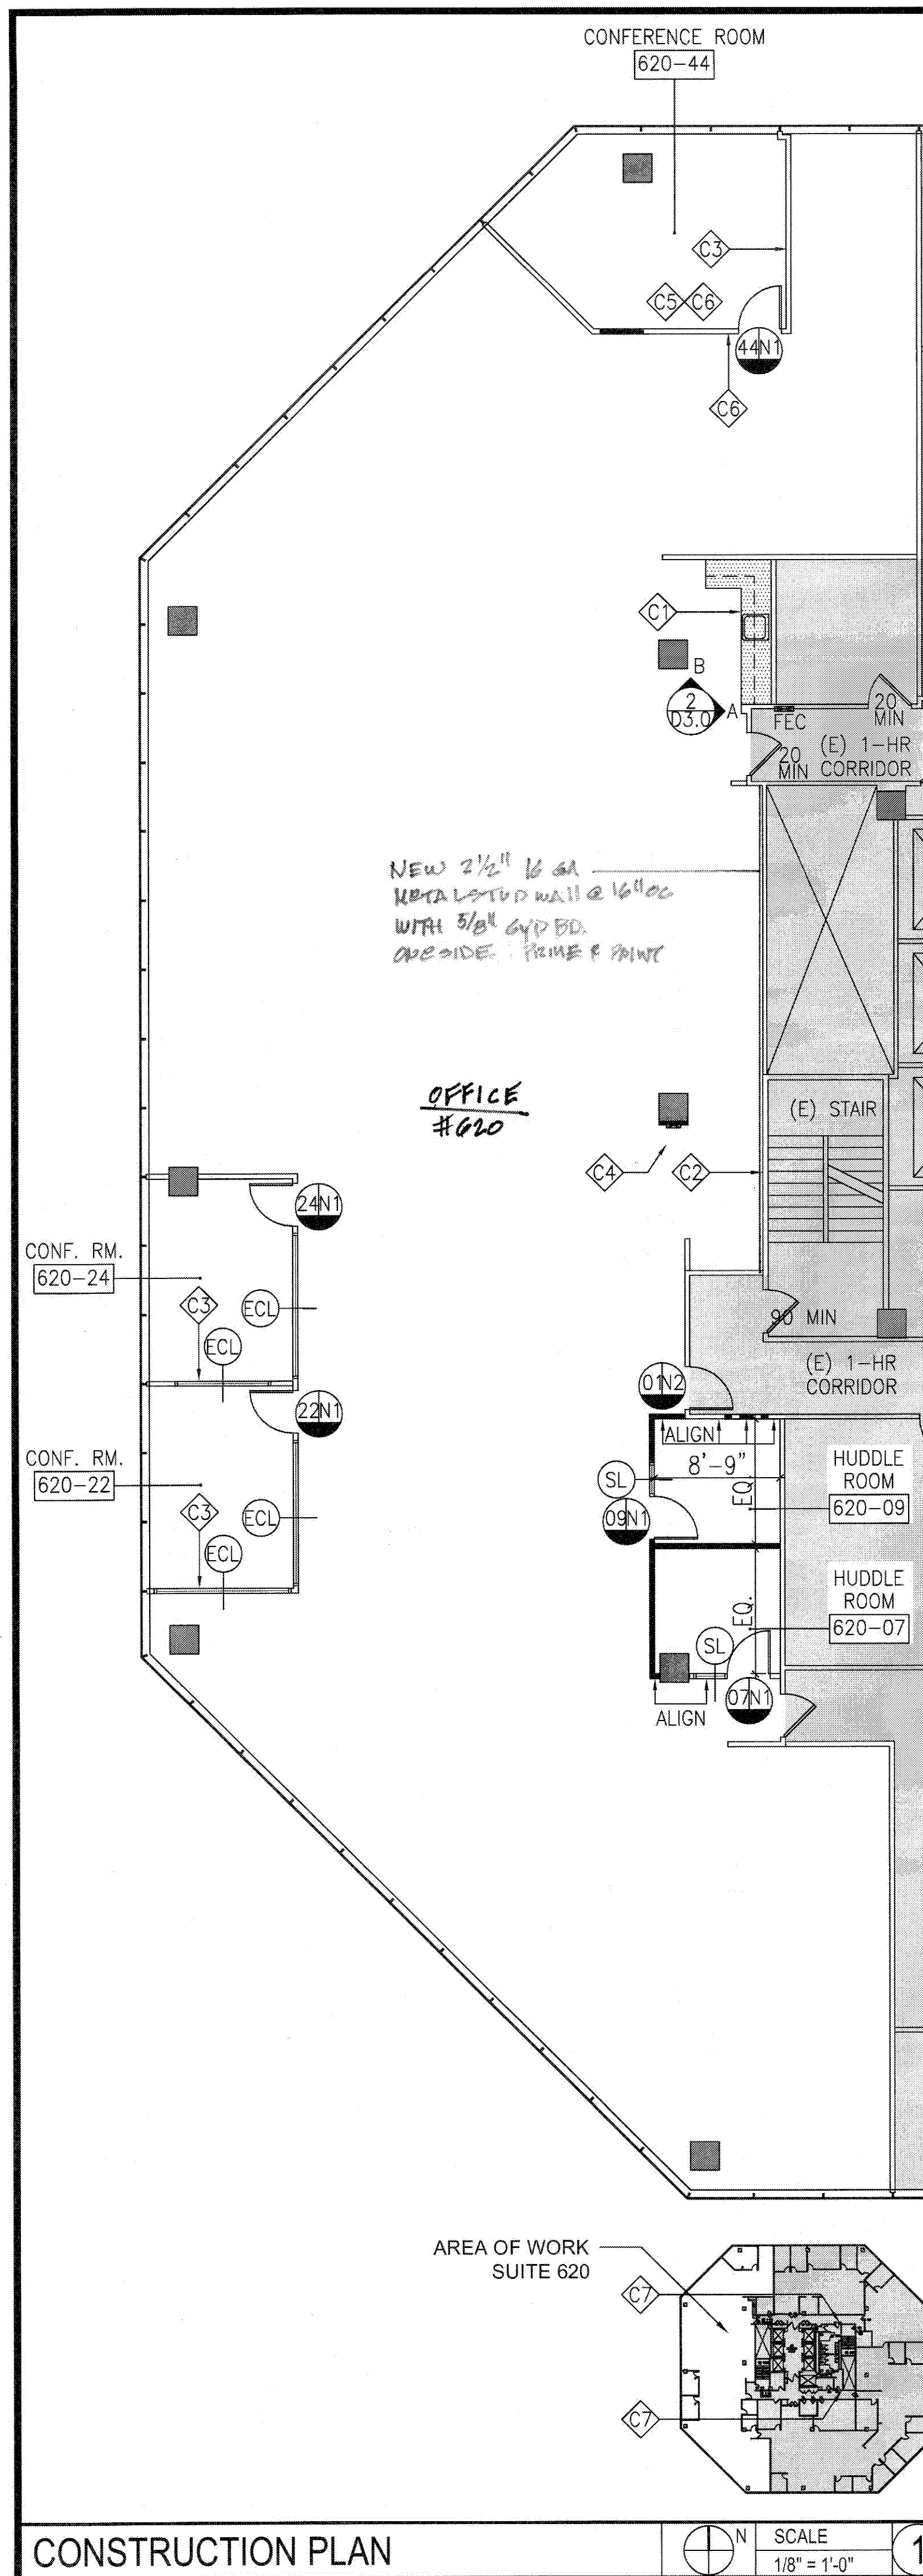 CONFERENCE ROOM
620-44
C3
C5 C6
44N1
C6
C1
B
2
D3.0
A
FEC
20
MIN
20
MIN
(E) 1-HR
CORRIDOR
NEW 2 1/2" 16 GA
METAL STUD WALL @ 16" OC
WITH 5/8" GYP BD.
ONE SIDE. PRIME & PAINT
OFFICE
#620
(E) STAIR
C4
C2
24N1
CONF. RM.
620-24
C3
ECL
ECL
90 MIN
(E) 1-HR
CORRIDOR
01N2
22N1
ALIGN
8'-9"
CONF. RM.
620-22
C3
ECL
ECL
SL
EQ.
09N1
HUDDLE
ROOM
620-09
HUDDLE
ROOM
620-07
EQ.
SL
07N1
ALIGN
AREA OF WORK
SUITE 620
C7
C7
CONSTRUCTION PLAN
N
SCALE
1/8" = 1'-0"
1